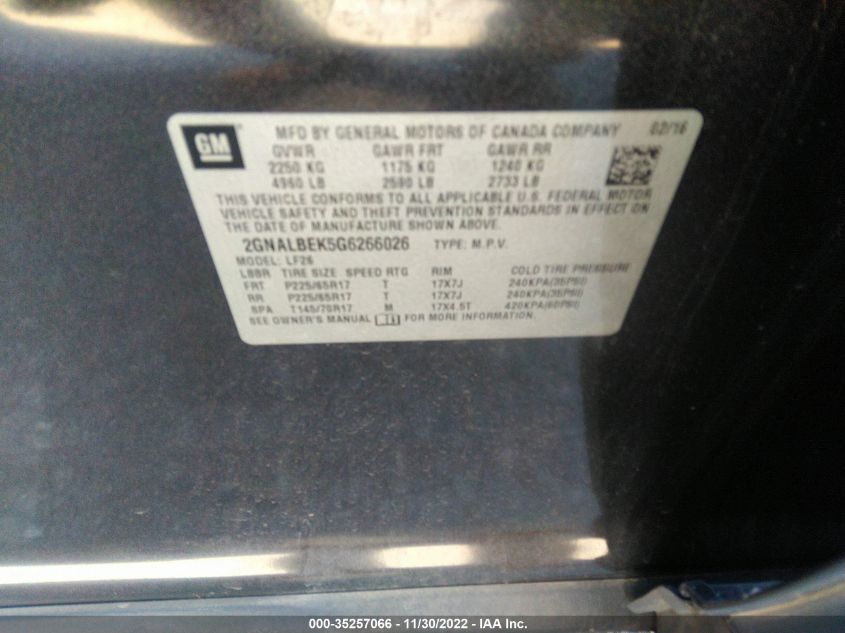 GM
MFD BY GENERAL MOTORS OF CANADA COMPANY 02/16
GVWR GAWR FRT GAWR RR
2250 KG 1175 KG 1240 KG
4960 LB 2590 LB 2733 LB
THIS VEHICLE CONFORMS TO ALL APPLICABLE U.S. FEDERAL MOTOR
VEHICLE SAFETY AND THEFT PREVENTION STANDARDS IN EFFECT ON
THE DATE OF MANUFACTURE SHOWN ABOVE.
2GNALBEK5G6266026 TYPE: M.P.V.
MODEL: LF26
TIRE SIZE SPEED RTG RIM COLD TIRE PRESSURE
FRT P225/65R17 T 17X7J 240KPA(35PSI)
RR P225/65R17 T 17X7J 240KPA(35PSI)
SPA T145/70R17 M 17X4.5T 420KPA(60PSI)
SEE OWNER'S MANUAL FOR MORE INFORMATION.
000-35257066 - 11/30/2022 - IAA Inc.